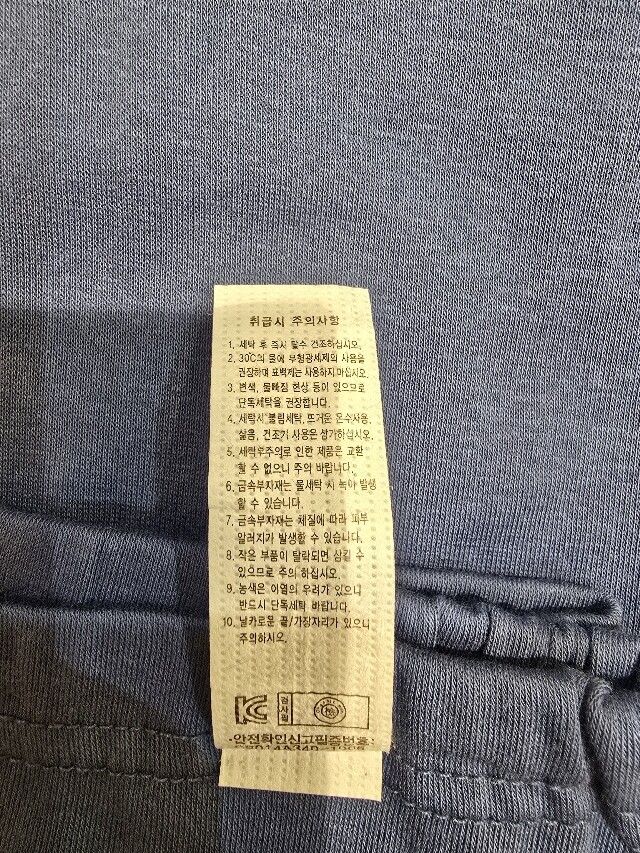 취급시 주의사항
1. 세탁 후 즉시 탈수 건조하십시오.
2. 30℃의 물에 무형광세제의 사용을
권장하며 표백제는 사용하지 마십시오.
3. 변색, 물빠짐 현상 등이 있으므로
단독세탁을 권장합니다.
4. 세탁시 불림세탁, 뜨거운 온수사용,
삶음, 건조기 사용은 삼가하십시오.
5. 세탁부주의로 인한 제품은 교환
할 수 없으니 주의 바랍니다.
6. 금속부자재는 물세탁 시 녹이 발생
할 수 있습니다.
7. 금속부자재는 체질에 따라 피부
알러지가 발생할 수 있습니다.
8. 작은 부품이 탈락되면 삼킬 수
있으므로 주의 하십시오.
9. 농색은 이염의 우려가 있으니
반드시 단독세탁 바랍니다.
10. 날카로운 끝/가장자리가 있으니
주의하십시오.
KC 검사필
안전확인신고필증번호: